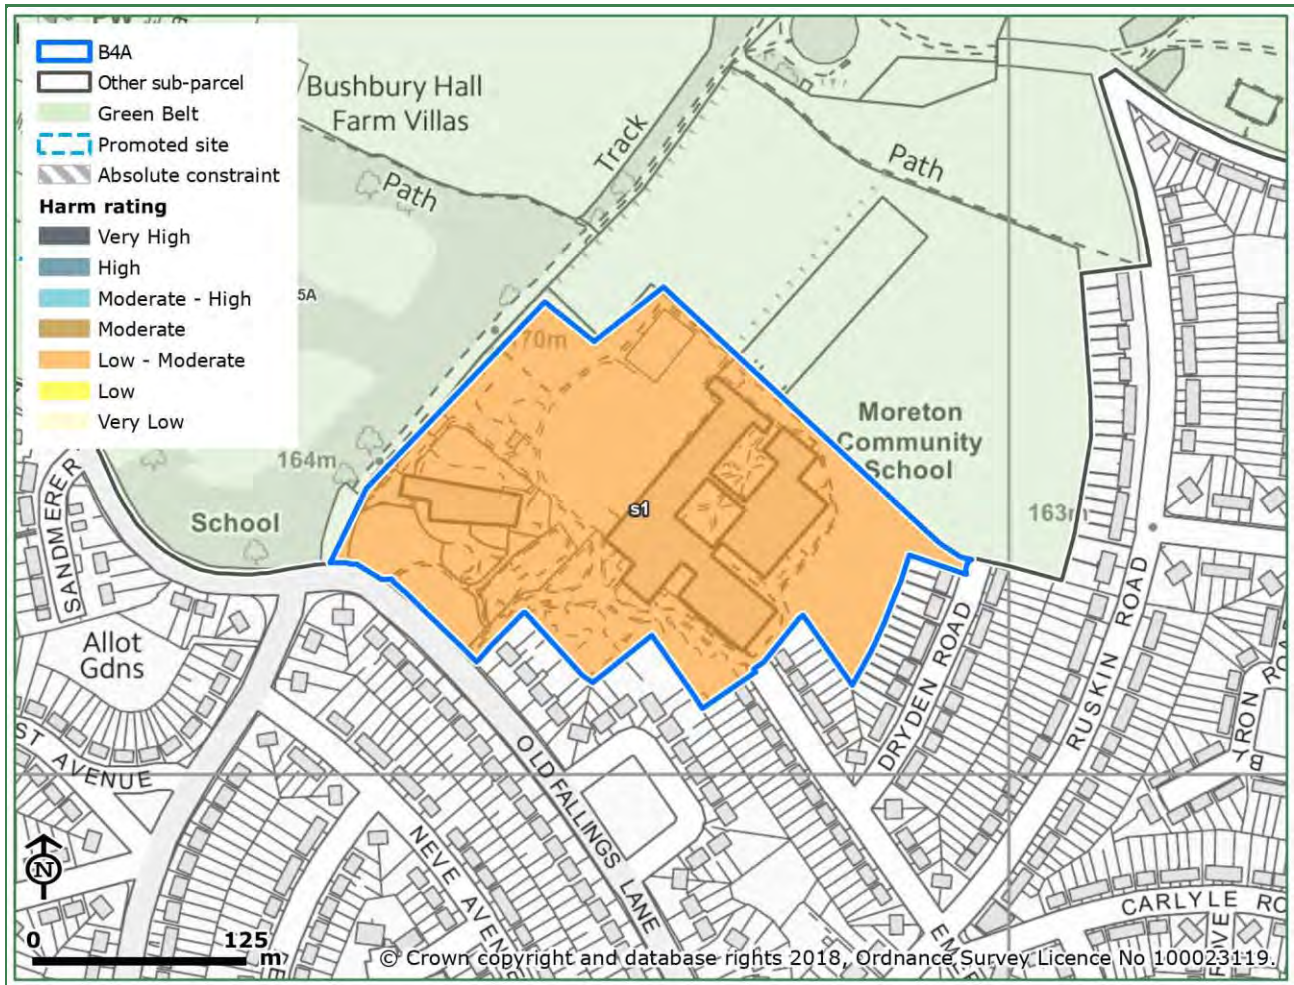 B4A
Other sub-parcel
Green Belt
Promoted site
Absolute constraint
Harm rating
Very High
High
Moderate - High
Moderate
Low - Moderate
Low
Very Low
Bushbury Hall
Farm Villas
Track
Path
Path
5A
70m
164m
School
s1
Moreton
Community
School
163m
SANDMERE R
Allot
Gdns
ST AVENUE
OLD FALLINGS LANE
NEVE AVEN
DRYDEN ROAD
RUSKIN ROAD
CARLYLE RO
N
0 125
m
© Crown copyright and database rights 2018, Ordnance Survey Licence No 100023119.